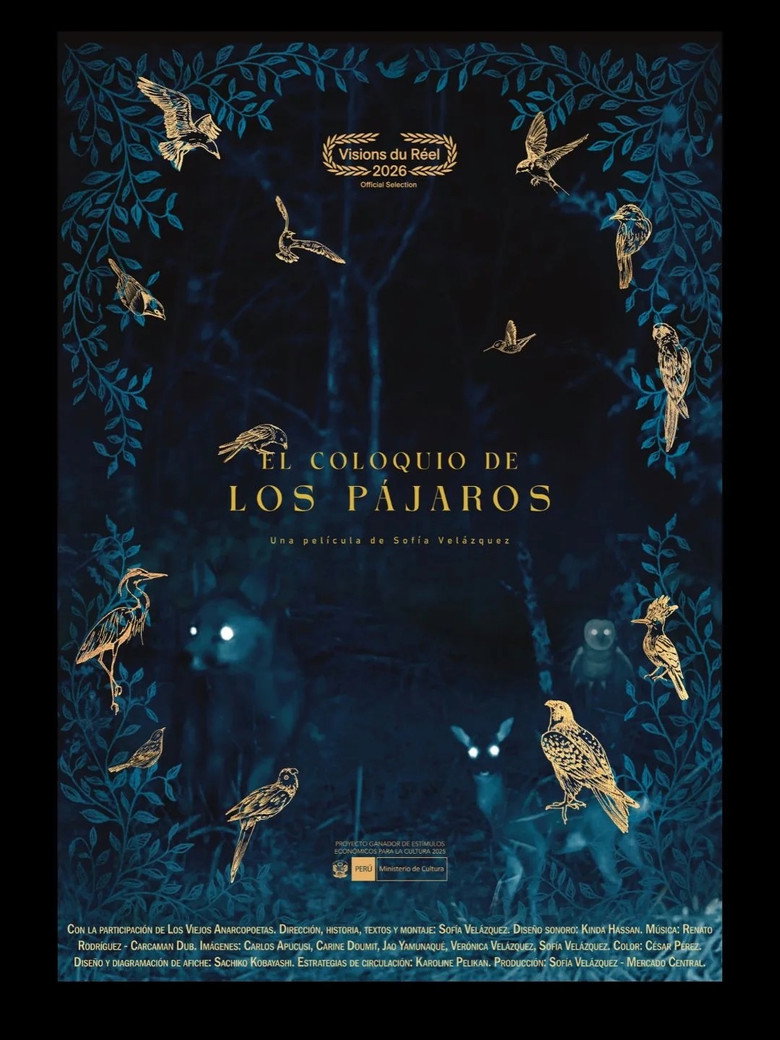 Visions du Réel
2026
Official Selection
EL COLOQUIO DE
LOS PÁJAROS
Una película de Sofía Velázquez
PROYECTO GANADOR DE ESTÍMULOS
ECONÓMICOS PARA LA CULTURA 2025
PERÚ Ministerio de Cultura
Con la participación de Los Viejos Anarcopoetas. Dirección, historia, textos y montaje: Sofía Velázquez. Diseño sonoro: Kinda Hassan. Música: Renato
Rodríguez - Carcaman Dub. Imágenes: Carlos Apucusi, Carine Doumit, Jao Yamunaqué, Verónica Velázquez, Sofía Velázquez. Color: César Pérez.
Diseño y diagramación de afiche: Sachiko Kobayashi. Estrategias de circulación: Karoline Pelikan. Producción: Sofía Velázquez - Mercado Central.